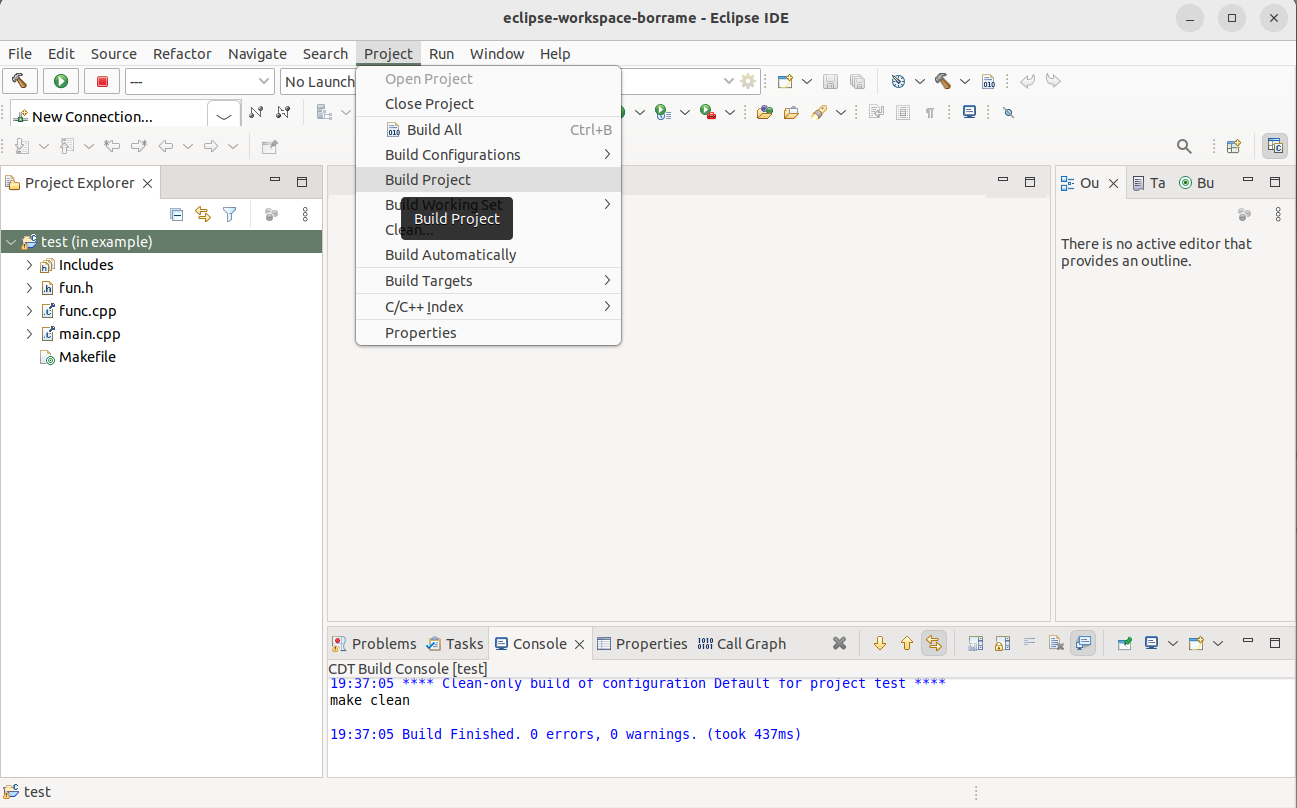 eclipse-workspace-borrame - Eclipse IDE
File Edit Source Refactor Navigate Search Project Run Window Help
---
No Launch
New Connection...
Open Project
Close Project
Build All Ctrl+B
Build Configurations
Build Project
Build Working Set
Build Project
Clean...
Build Automatically
Build Targets
C/C++ Index
Properties
Project Explorer
test (in example)
Includes
fun.h
func.cpp
main.cpp
Makefile
Ou Ta Bu
There is no active editor that
provides an outline.
Problems Tasks Console Properties Call Graph
CDT Build Console [test]
19:37:05 **** Clean-only build of configuration Default for project test ****
make clean
19:37:05 Build Finished. 0 errors, 0 warnings. (took 437ms)
test